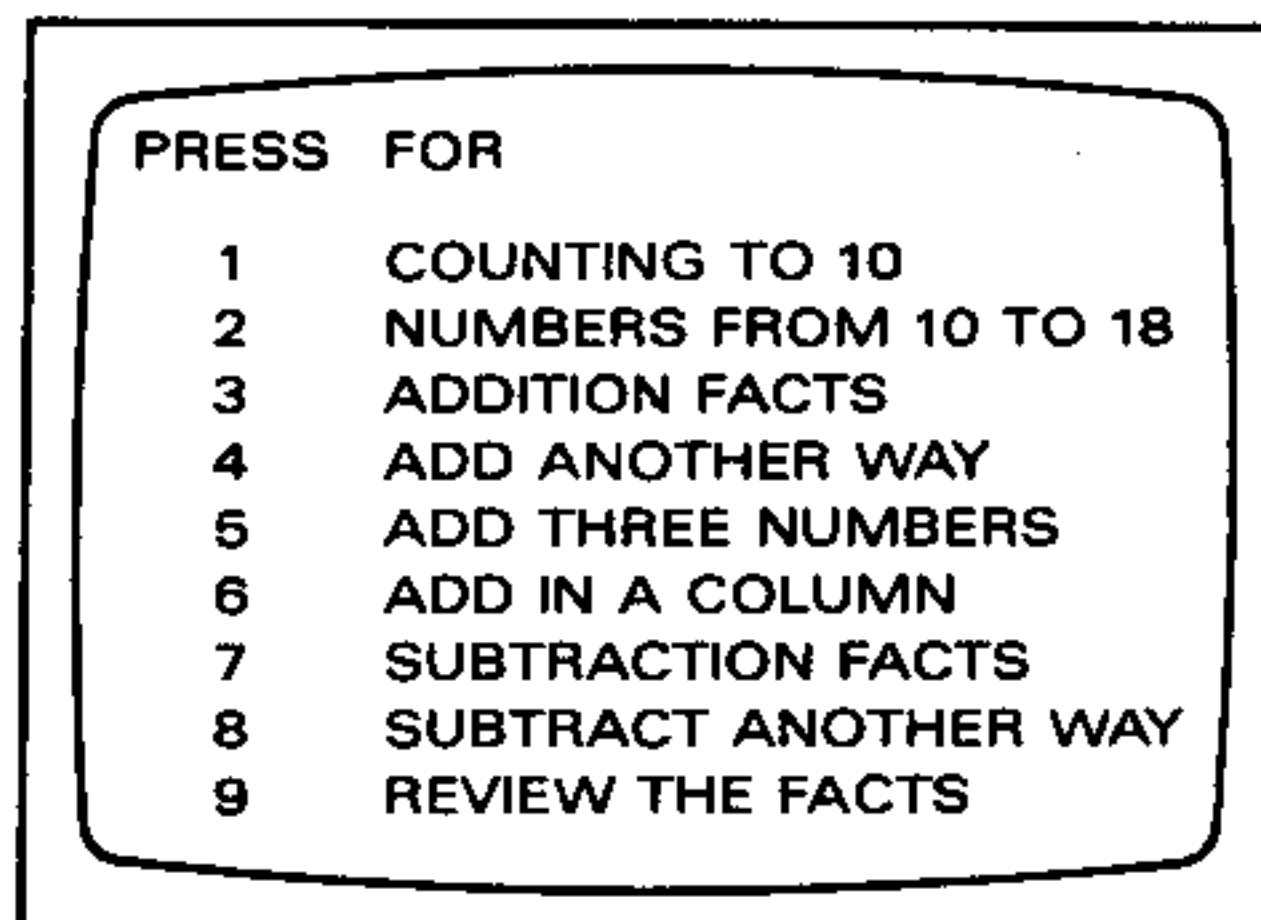 PRESS FOR
1 COUNTING TO 10
2 NUMBERS FROM 10 TO 18
3 ADDITION FACTS
4 ADD ANOTHER WAY
5 ADD THREE NUMBERS
6 ADD IN A COLUMN
7 SUBTRACTION FACTS
8 SUBTRACT ANOTHER WAY
9 REVIEW THE FACTS